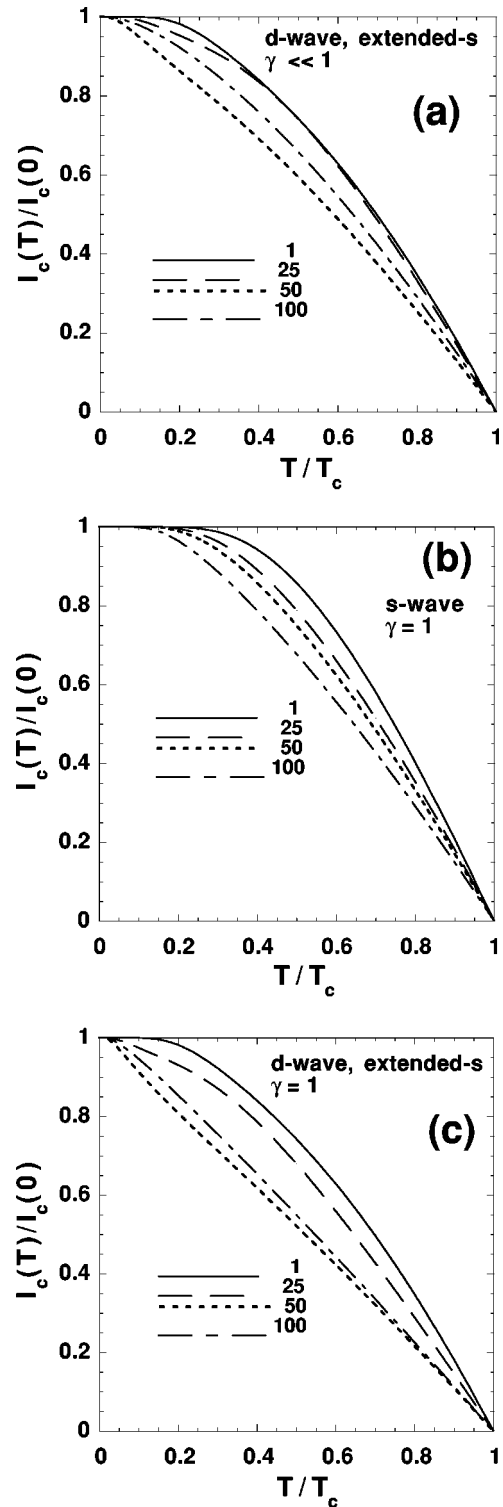 1
0.8
0.6
0.4
0.2
0
I_c(T)/I_c(0)
d-wave, extended-s
γ << 1
(a)
1
25
50
100
0 0.2 0.4 0.6 0.8 1
T / T_c
1
0.8
0.6
0.4
0.2
0
I_c(T)/I_c(0)
(b)
s-wave
γ = 1
1
25
50
100
0 0.2 0.4 0.6 0.8 1
T / T_c
1
0.8
0.6
0.4
0.2
0
I_c(T)/I_c(0)
d-wave, extended-s
γ = 1
(c)
1
25
50
100
0 0.2 0.4 0.6 0.8 1
T / T_c